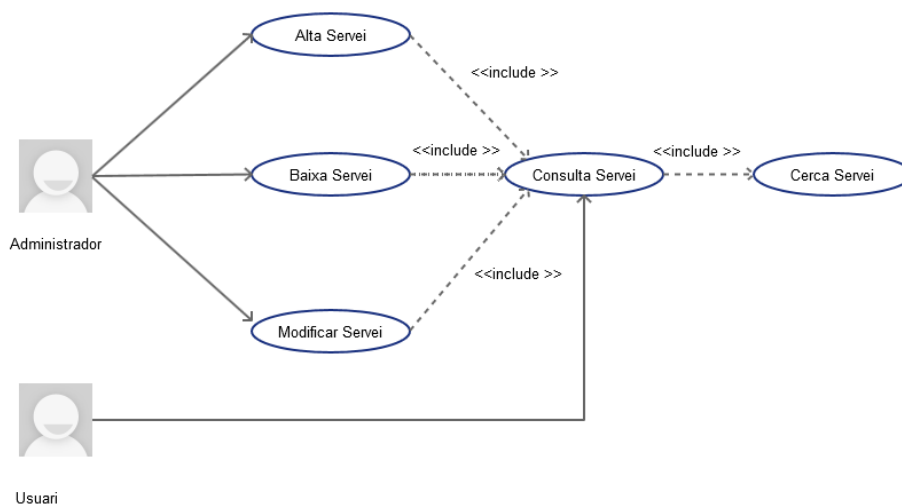 Alta Servei
<<include >>
<<include >>
<<include >>
Baixa Servei
Consulta Servei
Cerca Servei
Administrador
<<include >>
Modificar Servei
Usuari